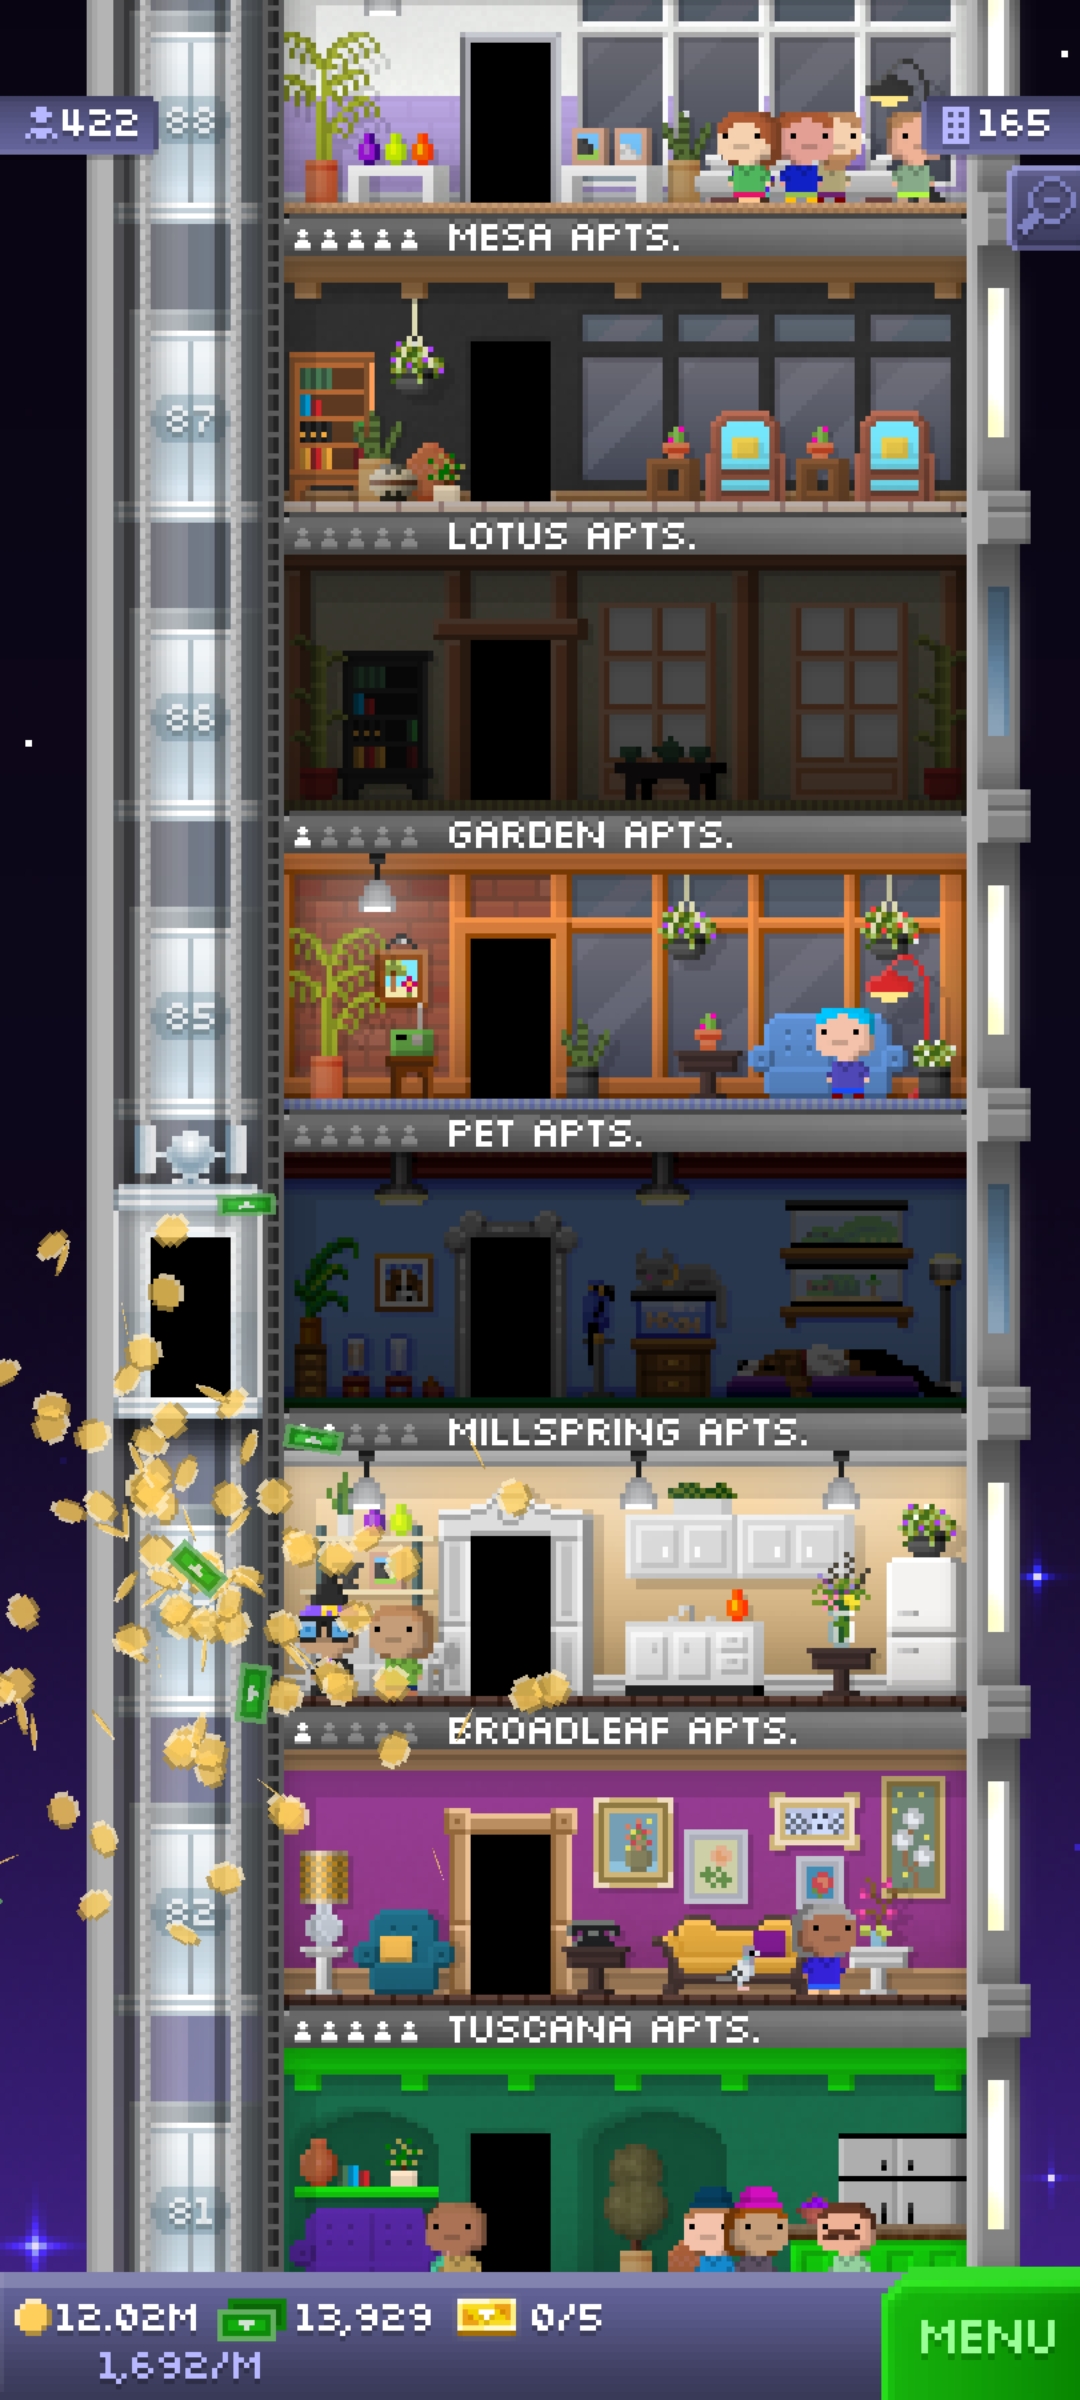 422
88
165
MESA APTS.
87
LOTUS APTS.
86
GARDEN APTS.
85
PET APTS.
MILLSPRING APTS.
BROADLEAF APTS.
82
TUSCANA APTS.
81
12.02M 13,929 0/5
1,692/M
MENU